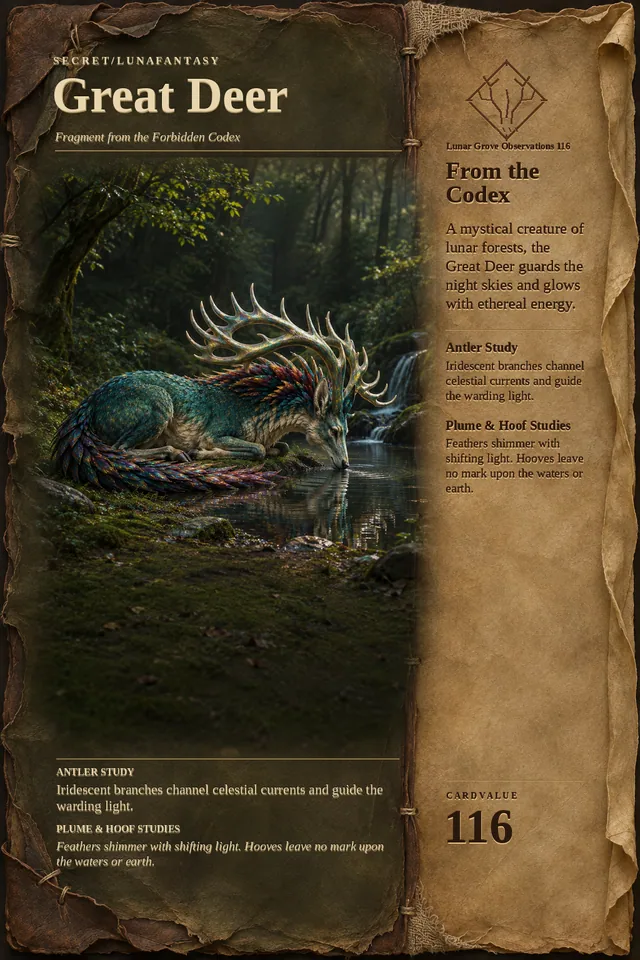 SECRET/LUNAFANTASY
Great Deer
Fragment from the Forbidden Codex
ANTLER STUDY
Iridescent branches channel celestial currents and guide the
warding light.
PLUME & HOOF STUDIES
Feathers shimmer with shifting light. Hooves leave no mark upon
the waters or earth.
Lunar Grove Observations 116
From the
Codex
A mystical creature of
lunar forests, the
Great Deer guards the
night skies and glows
with ethereal energy.
Antler Study
Iridescent branches channel
celestial currents and guide
the warding light.
Plume & Hoof Studies
Feathers shimmer with
shifting light. Hooves leave
no mark upon the waters or
earth.
CARDVALUE
116